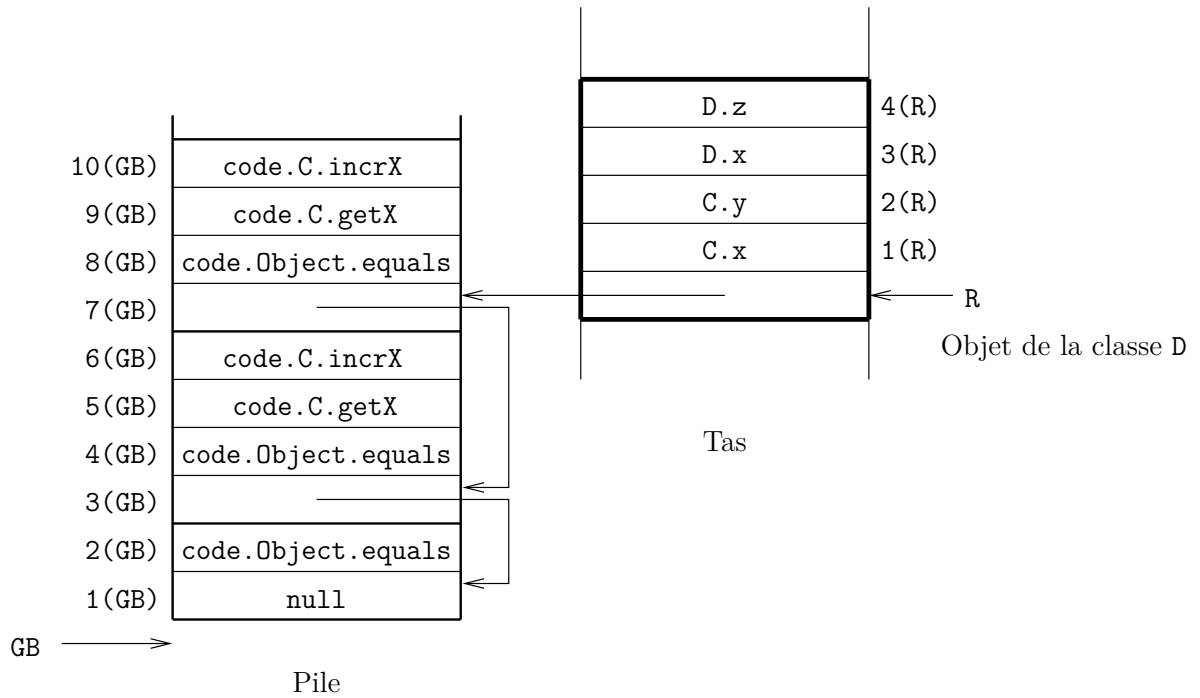 D.z 4(R)
D.x 3(R)
10(GB) code.C.incrX
C.y 2(R)
9(GB) code.C.getX
C.x 1(R)
8(GB) code.Object.equals
R
7(GB)
Objet de la classe D
6(GB) code.C.incrX
5(GB) code.C.getX
Tas
4(GB) code.Object.equals
3(GB)
2(GB) code.Object.equals
1(GB) null
GB
Pile